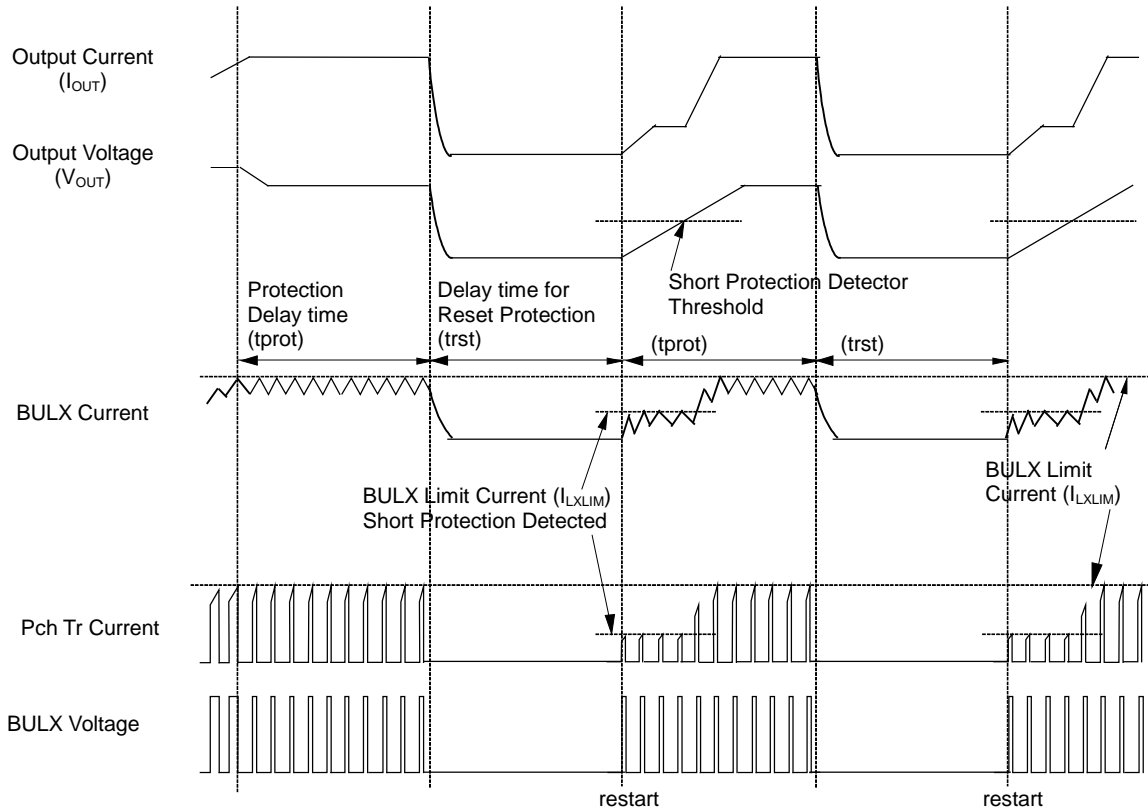 Output Current
(IOUT)
Output Voltage
(VOUT)
Protection
Delay time
(tprot)
Delay time for
Reset Protection
(trst)
Short Protection Detector
Threshold
(tprot)
(trst)
BULX Current
BULX Limit Current (ILXLIM)
Short Protection Detected
BULX Limit
Current (ILXLIM)
Pch Tr Current
BULX Voltage
restart
restart